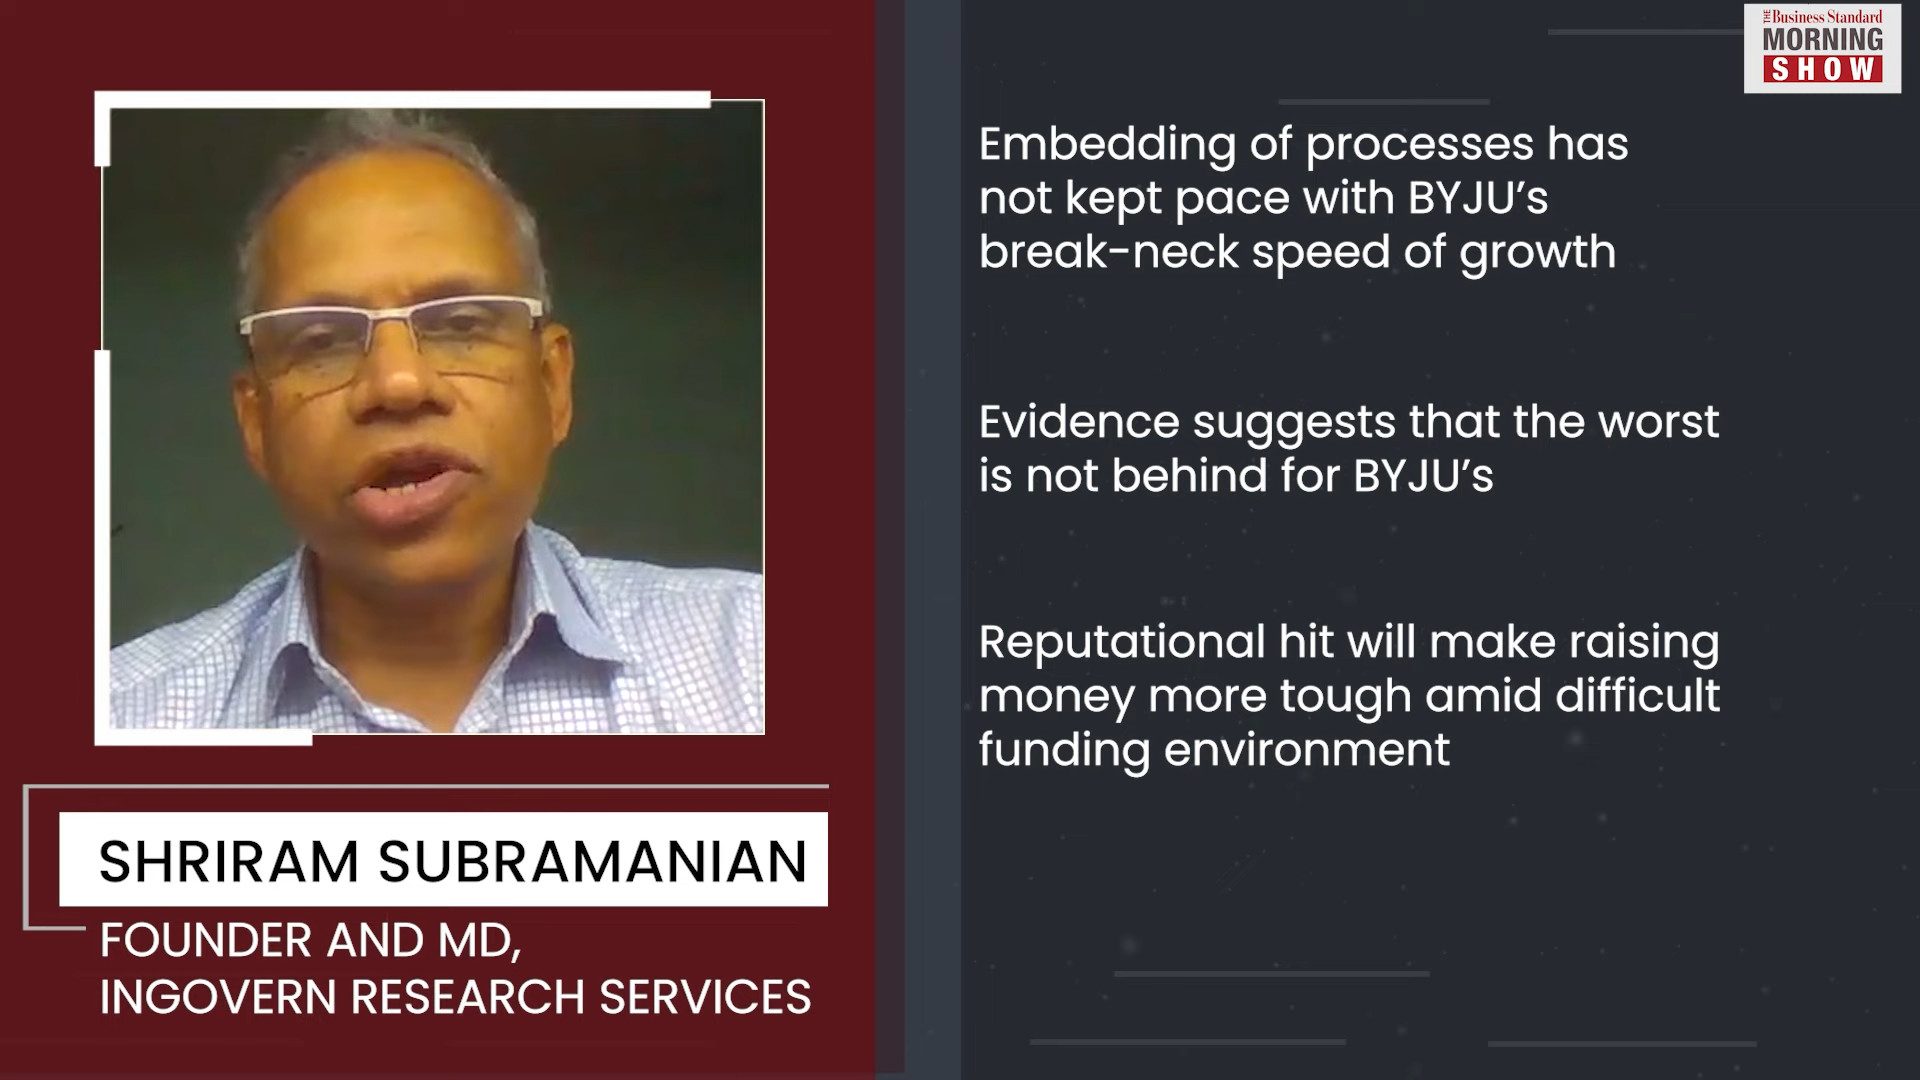 THE Business Standard
MORNING
SHOW
Embedding of processes has
not kept pace with BYJU’s
break-neck speed of growth
Evidence suggests that the worst
is not behind for BYJU’s
Reputational hit will make raising
money more tough amid difficult
funding environment
SHRIRAM SUBRAMANIAN
FOUNDER AND MD,
INGOVERN RESEARCH SERVICES